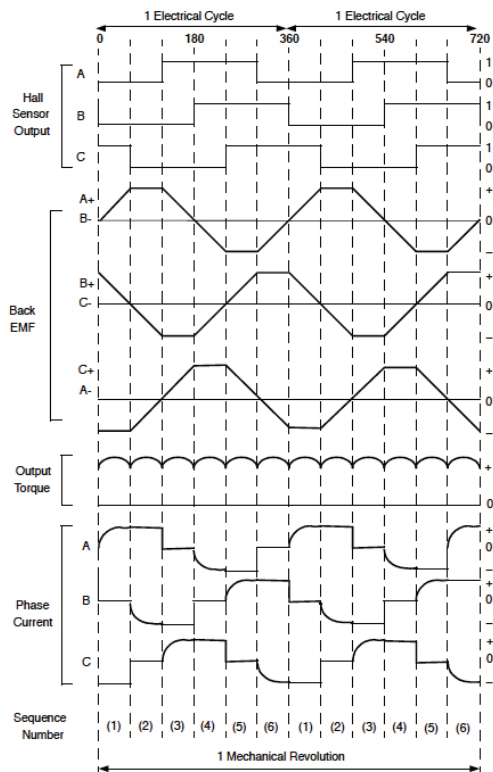 1 Electrical Cycle 1 Electrical Cycle
0 180 360 540 720
A 1
0
Hall
Sensor
Output
B 1
0
C 1
0
A+ +
B- 0
–
Back
EMF
B+ +
C- 0
–
C+ +
A- 0
–
Output
Torque
+
0
Phase
Current
A +
0
–
B +
0
–
C +
0
–
Sequence
Number
(1) (2) (3) (4) (5) (6) (1) (2) (3) (4) (5) (6)
1 Mechanical Revolution